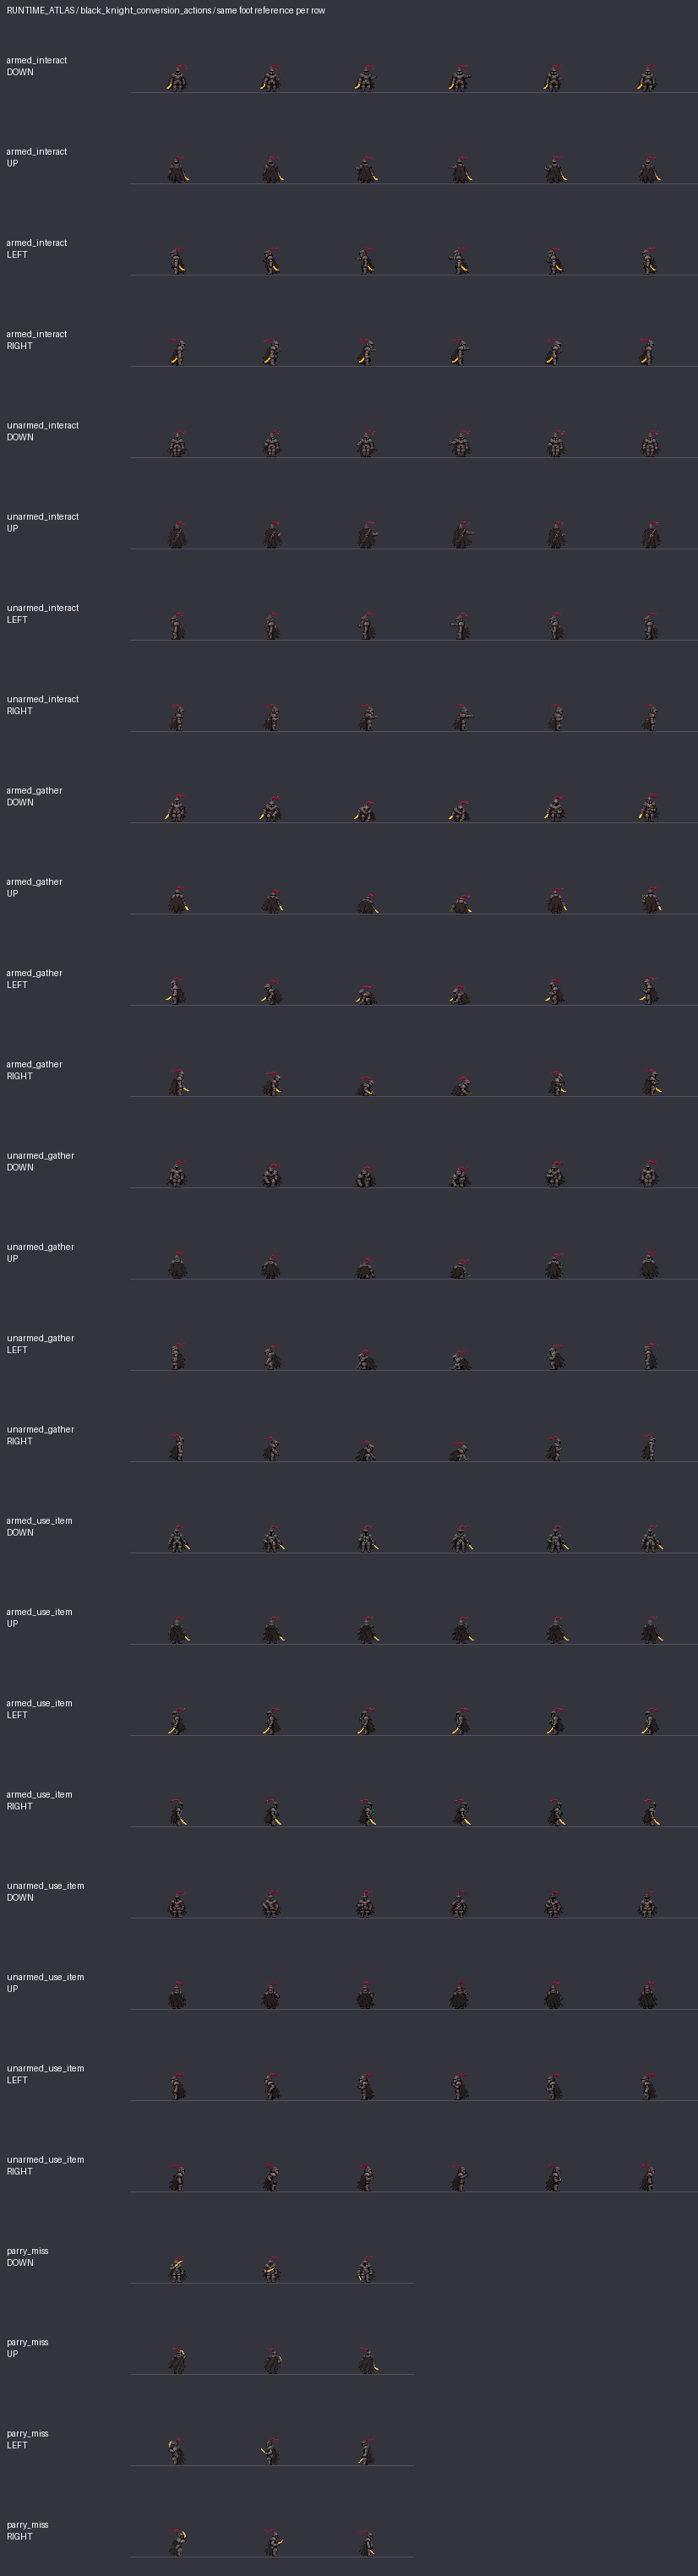 RUNTIME_ATLAS / black_knight_conversion_actions / same foot reference per row
armed_interact
DOWN
armed_interact
UP
armed_interact
LEFT
armed_interact
RIGHT
unarmed_interact
DOWN
unarmed_interact
UP
unarmed_interact
LEFT
unarmed_interact
RIGHT
armed_gather
DOWN
armed_gather
UP
armed_gather
LEFT
armed_gather
RIGHT
unarmed_gather
DOWN
unarmed_gather
UP
unarmed_gather
LEFT
unarmed_gather
RIGHT
armed_use_item
DOWN
armed_use_item
UP
armed_use_item
LEFT
armed_use_item
RIGHT
unarmed_use_item
DOWN
unarmed_use_item
UP
unarmed_use_item
LEFT
unarmed_use_item
RIGHT
parry_miss
DOWN
parry_miss
UP
parry_miss
LEFT
parry_miss
RIGHT